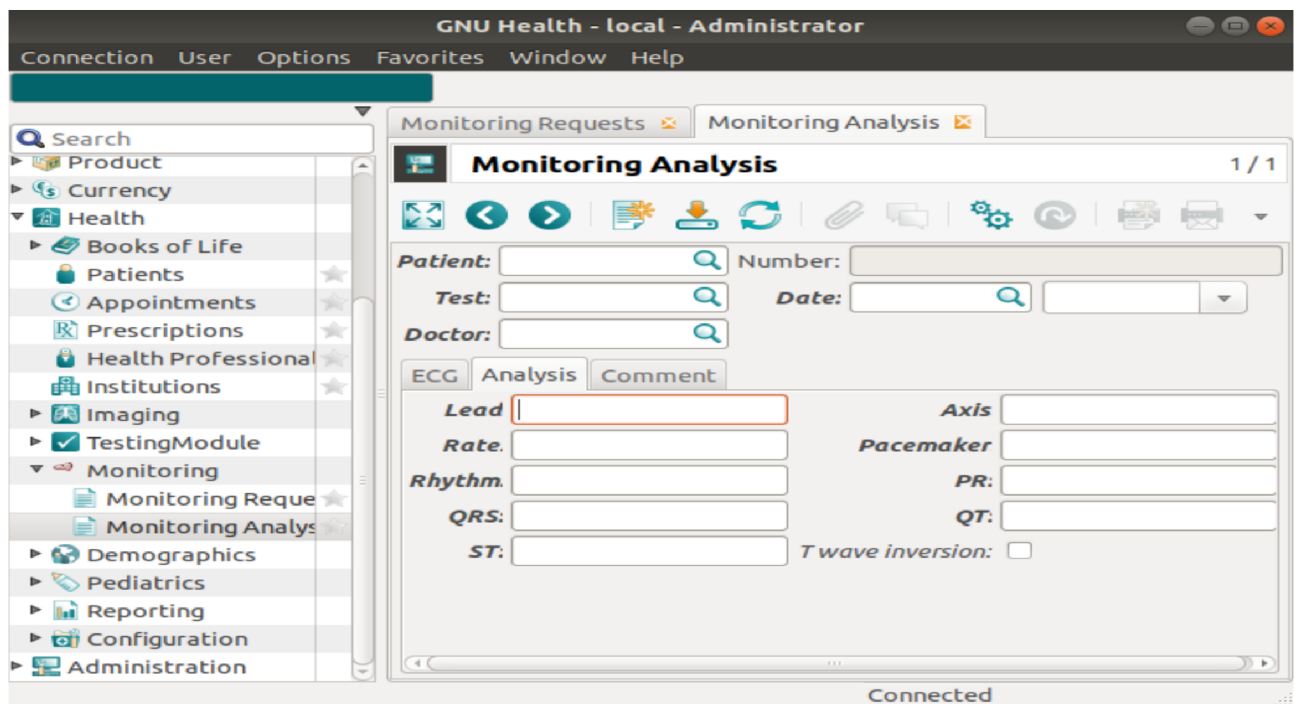 GNU Health - local - Administrator
Connection User Options Favorites Window Help
Search
Product
Currency
Health
Books of Life
Patients
Appointments
Prescriptions
Health Professional
Institutions
Imaging
TestingModule
Monitoring
Monitoring Reque
Monitoring Analys
Demographics
Pediatrics
Reporting
Configuration
Administration
Monitoring Requests Monitoring Analysis
Monitoring Analysis 1 / 1
Patient: Number:
Test: Date:
Doctor:
ECG Analysis Comment
Lead Axis
Rate. Pacemaker
Rhythm. PR:
QRS: QT:
ST: T wave inversion:
Connected